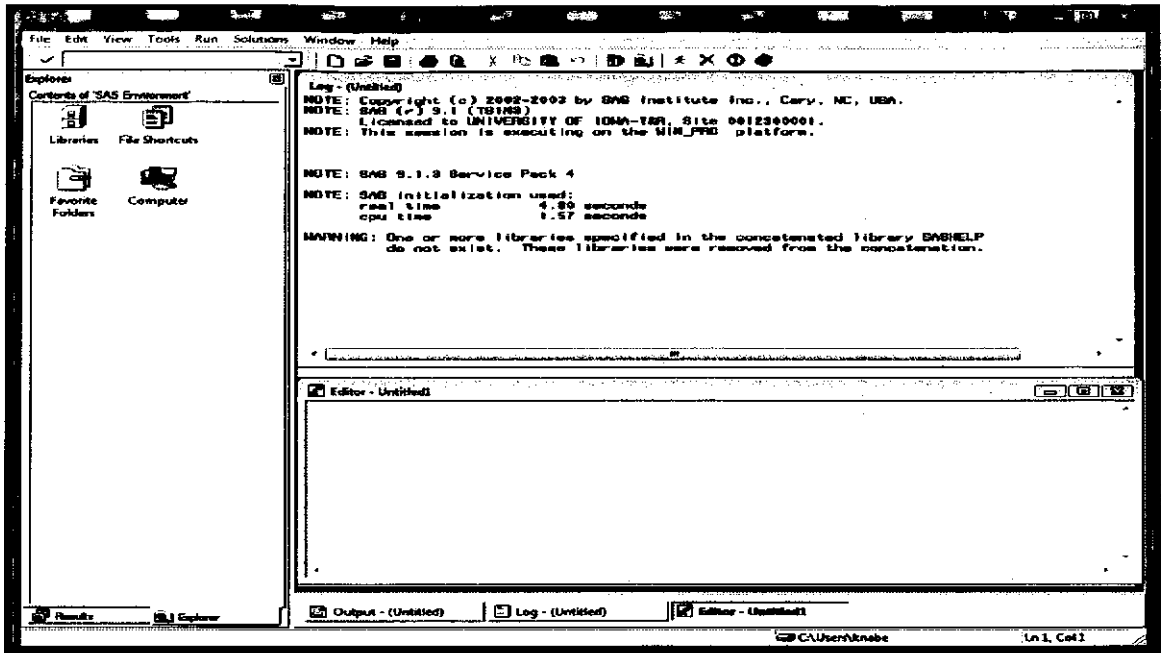 File Edit View Tools Run Solutions Window Help
Explorer
Contents of 'SAS Environment'
Libraries
File Shortcuts
Favorite Folders
Computer
Log - (Untitled)
NOTE: Copyright (c) 2002-2003 by SAS Institute Inc., Cary, NC, USA.
NOTE: SAS (r) 9.1 (TS1M3)
Licensed to UNIVERSITY OF IOWA-T&R, Site 0012300001.
NOTE: This session is executing on the WIN_PRO platform.
NOTE: SAS 9.1.3 Service Pack 4
NOTE: SAS initialization used:
real time 4.80 seconds
cpu time 1.57 seconds
WARNING: One or more libraries specified in the concatenated library SASHELP
do not exist. These libraries were removed from the concatenation.
Editor - Untitled1
Results
Explorer
Output - (Untitled)
Log - (Untitled)
Editor - Untitled1
C:\Users\knabe
Ln 1, Col 1